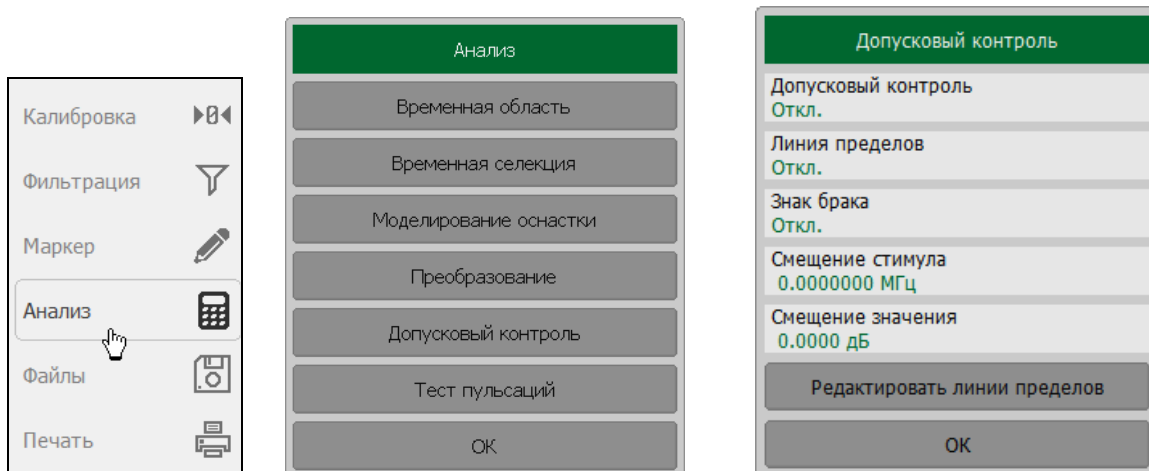 Калибровка
Фильтрация
Маркер
Анализ
Файлы
Печать
Анализ
Временная область
Временная селекция
Моделирование оснастки
Преобразование
Допусковый контроль
Тест пульсаций
ОК
Допусковый контроль
Допусковый контроль
Откл.
Линия пределов
Откл.
Знак брака
Откл.
Смещение стимула
0.0000000 МГц
Смещение значения
0.0000 дБ
Редактировать линии пределов
ОК